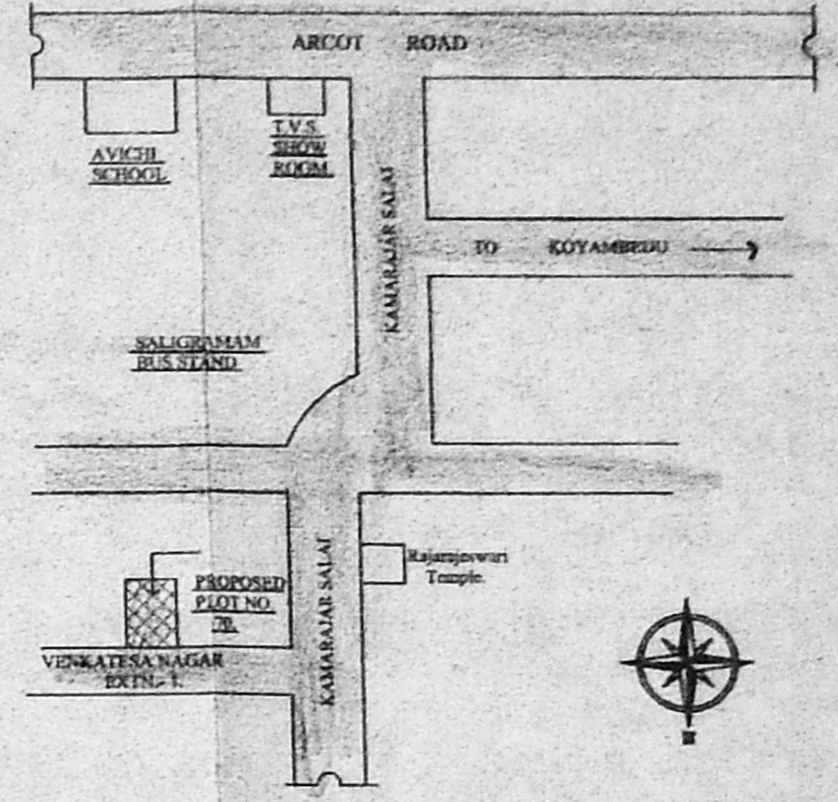 ARCOT ROAD
AVICHI
SCHOOL
T.V.S.
SHOW
ROOM
KAMARAJAR SALAI
TO KOYAMBEDU
SALIGRAMAM
BUS STAND
Rajarajeswari
Temple.
PROPOSED
PLOT NO
70.
KAMARAJAR SALAI
VENKATESA NAGAR
EXTN.- 1.